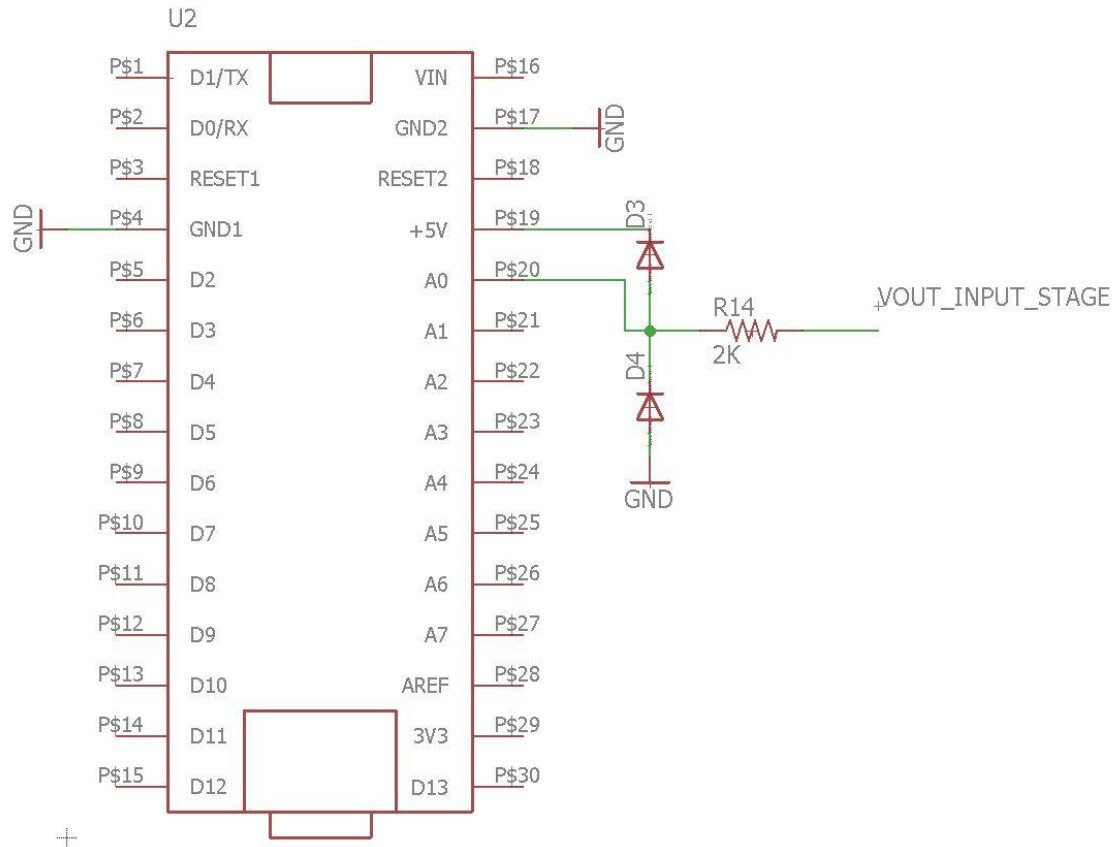 U2
P$1 D1/TX VIN P$16
P$2 D0/RX GND2 P$17 GND
P$3 RESET1 RESET2 P$18
GND P$4 GND1 +5V P$19 D3
P$5 D2 A0 P$20
VOUT_INPUT_STAGE
P$6 D3 A1 P$21 R14
2K
P$7 D4 A2 P$22 D4
P$8 D5 A3 P$23
P$9 D6 A4 P$24 GND
P$10 D7 A5 P$25
P$11 D8 A6 P$26
P$12 D9 A7 P$27
P$13 D10 AREF P$28
P$14 D11 3V3 P$29
P$15 D12 D13 P$30